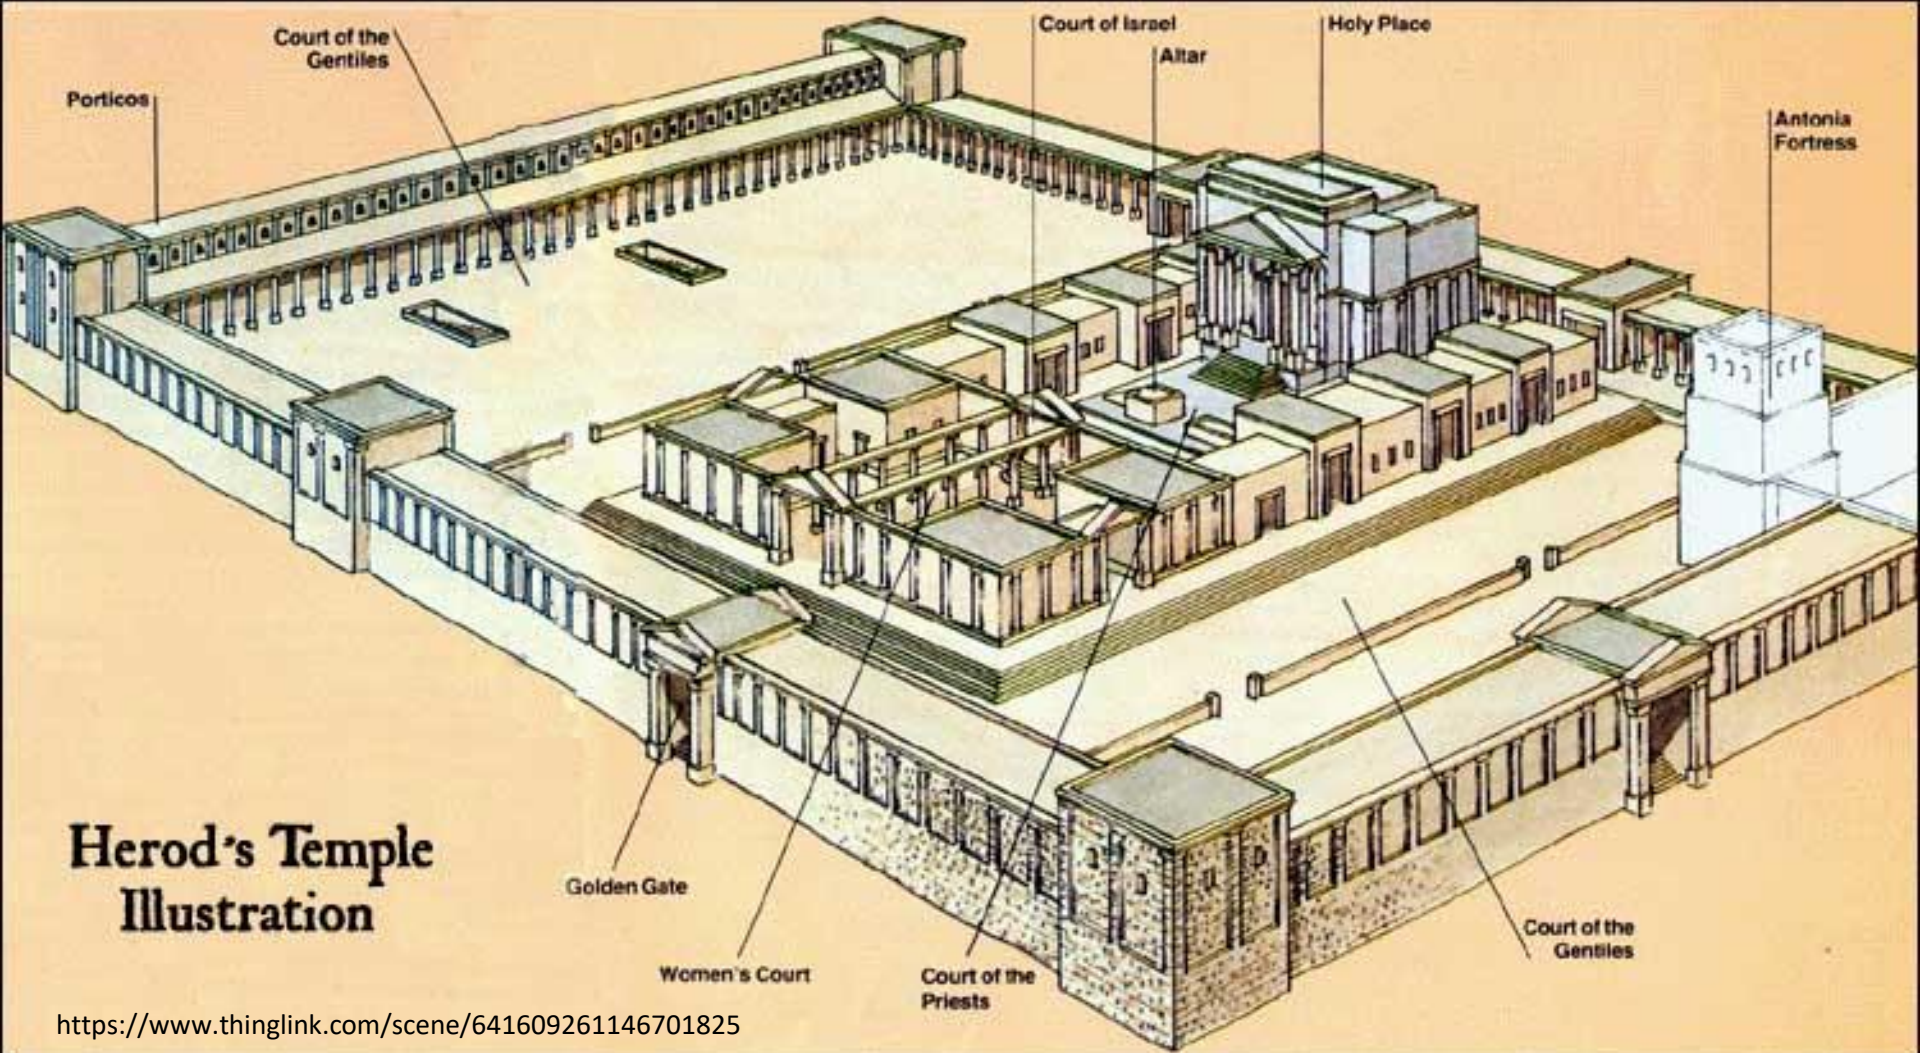 Court of Israel
Holy Place
Court of the
Gentiles
Altar
Porticos
Antonia
Fortress
Herod's Temple
Illustration
Golden Gate
Women's Court
Court of the
Priests
Court of the
Gentiles
https://www.thinglink.com/scene/641609261146701825